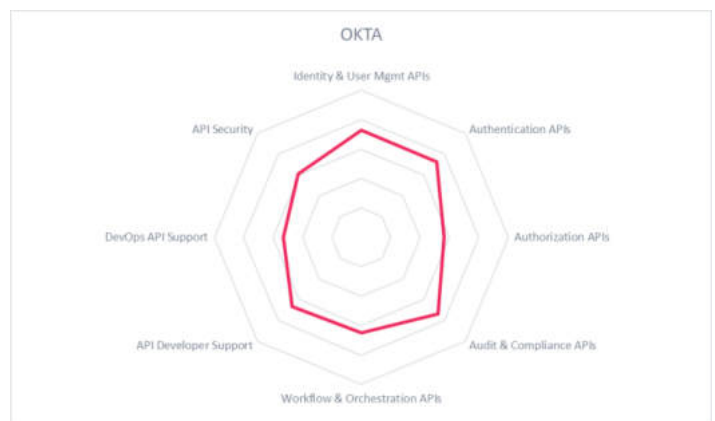 OKTA
Identity & User Mgmt APIs
API Security
Authentication APIs
DevOps API Support
Authorization APIs
API Developer Support
Audit & Compliance APIs
Workflow & Orchestration APIs